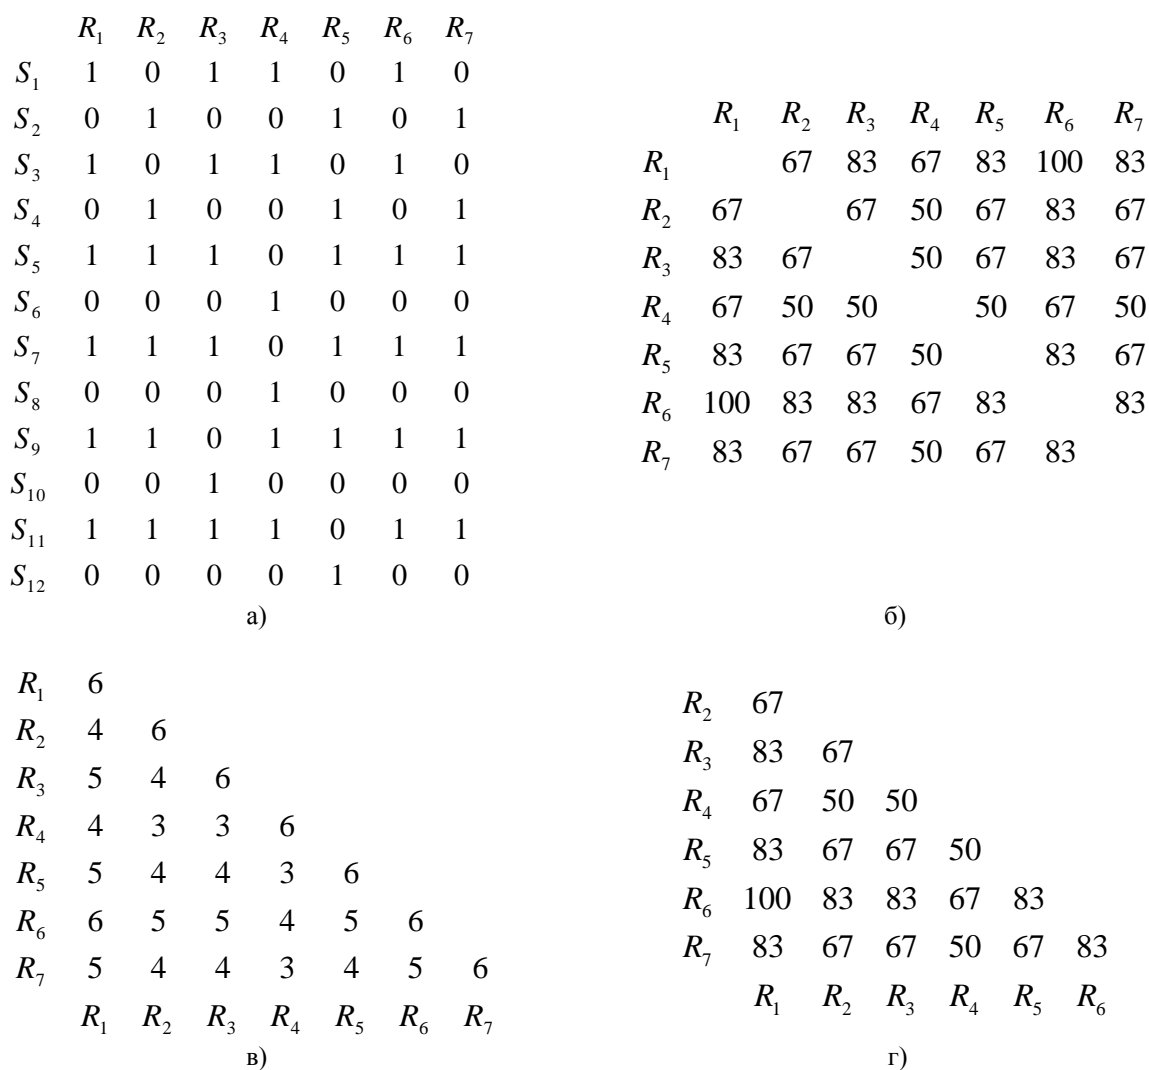 R₁ R₂ R₃ R₄ R₅ R₆ R₇
S₁ 1 0 1 1 0 1 0
S₂ 0 1 0 0 1 0 1
S₃ 1 0 1 1 0 1 0
S₄ 0 1 0 0 1 0 1
S₅ 1 1 1 0 1 1 1
S₆ 0 0 0 1 0 0 0
S₇ 1 1 1 0 1 1 1
S₈ 0 0 0 1 0 0 0
S₉ 1 1 0 1 1 1 1
S₁₀ 0 0 1 0 0 0 0
S₁₁ 1 1 1 1 0 1 1
S₁₂ 0 0 0 0 1 0 0
а)
R₁ R₂ R₃ R₄ R₅ R₆ R₇
R₁ 67 83 67 83 100 83
R₂ 67 67 50 67 83 67
R₃ 83 67 50 67 83 67
R₄ 67 50 50 50 67 50
R₅ 83 67 67 50 83 67
R₆ 100 83 83 67 83 83
R₇ 83 67 67 50 67 83
б)
R₁ 6
R₂ 4 6
R₃ 5 4 6
R₄ 4 3 3 6
R₅ 5 4 4 3 6
R₆ 6 5 5 4 5 6
R₇ 5 4 4 3 4 5 6
R₁ R₂ R₃ R₄ R₅ R₆ R₇
в)
R₂ 67
R₃ 83 67
R₄ 67 50 50
R₅ 83 67 67 50
R₆ 100 83 83 67 83
R₇ 83 67 67 50 67 83
R₁ R₂ R₃ R₄ R₅ R₆
г)